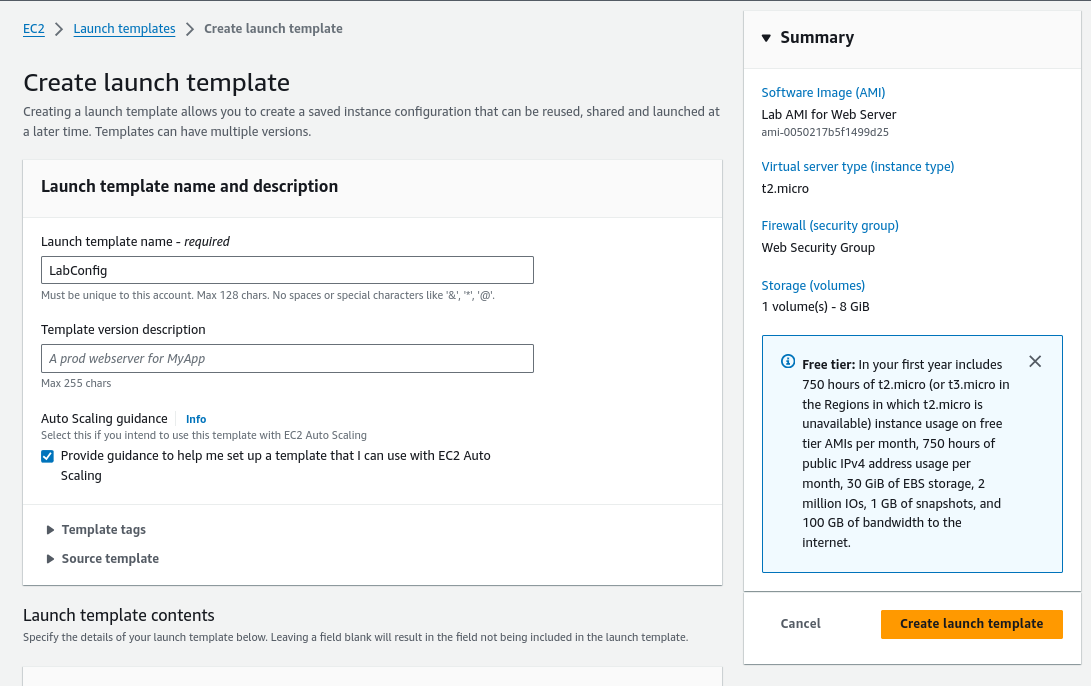 EC2 > Launch templates > Create launch template
Create launch template
Creating a launch template allows you to create a saved instance configuration that can be reused, shared and launched at
a later time. Templates can have multiple versions.
Launch template name and description
Launch template name - required
LabConfig
Must be unique to this account. Max 128 chars. No spaces or special characters like '&', '*', '@'.
Template version description
A prod webserver for MyApp
Max 255 chars
Auto Scaling guidance Info
Select this if you intend to use this template with EC2 Auto Scaling
Provide guidance to help me set up a template that I can use with EC2 Auto
Scaling
Template tags
Source template
Launch template contents
Specify the details of your launch template below. Leaving a field blank will result in the field not being included in the launch template.
Summary
Software Image (AMI)
Lab AMI for Web Server
ami-0050217b5f1499d25
Virtual server type (instance type)
t2.micro
Firewall (security group)
Web Security Group
Storage (volumes)
1 volume(s) - 8 GiB
Free tier: In your first year includes
750 hours of t2.micro (or t3.micro in
the Regions in which t2.micro is
unavailable) instance usage on free
tier AMIs per month, 750 hours of
public IPv4 address usage per
month, 30 GiB of EBS storage, 2
million IOs, 1 GB of snapshots, and
100 GB of bandwidth to the
internet.
Cancel
Create launch template